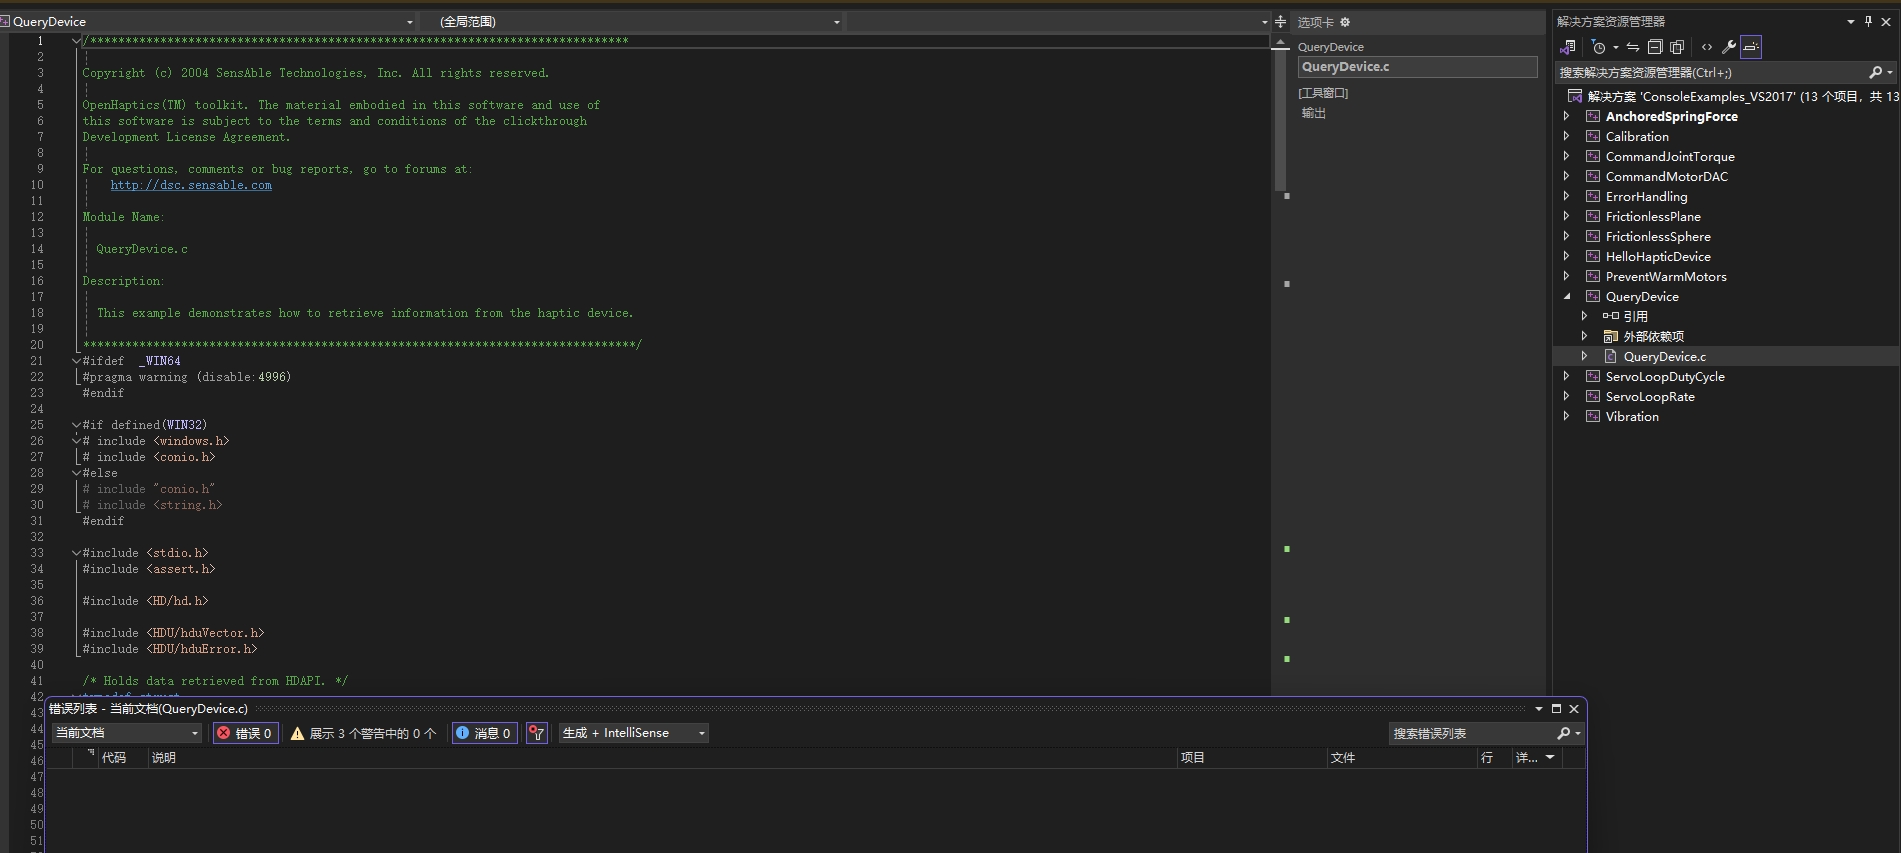 QueryDevice
(全局范围)
1 /*****************************************************************************
2
3 Copyright (c) 2004 SensAble Technologies, Inc. All rights reserved.
4
5 OpenHaptics(TM) toolkit. The material embodied in this software and use of
6 this software is subject to the terms and conditions of the clickthrough
7 Development License Agreement.
8
9 For questions, comments or bug reports, go to forums at:
10 http://dsc.sensable.com
11
12 Module Name:
13
14 QueryDevice.c
15
16 Description:
17
18 This example demonstrates how to retrieve information from the haptic device.
19
20 *******************************************************************************/
21 #ifdef  _WIN64
22 #pragma warning (disable:4996)
23 #endif
24
25 #if defined(WIN32)
26 # include <windows.h>
27 # include <conio.h>
28 #else
29 # include "conio.h"
30 # include <string.h>
31 #endif
32
33 #include <stdio.h>
34 #include <assert.h>
35
36 #include <HD/hd.h>
37
38 #include <HDU/hduVector.h>
39 #include <HDU/hduError.h>
40
41 /* Holds data retrieved from HDAPI. */
42
43
44
45
46
47
48
49
50
51
选项卡
QueryDevice
QueryDevice.c
[工具窗口]
输出
解决方案资源管理器
搜索解决方案资源管理器(Ctrl+;)
解决方案 'ConsoleExamples_VS2017' (13 个项目，共 13
AnchoredSpringForce
Calibration
CommandJointTorque
CommandMotorDAC
ErrorHandling
FrictionlessPlane
FrictionlessSphere
HelloHapticDevice
PreventWarmMotors
QueryDevice
引用
外部依赖项
QueryDevice.c
ServoLoopDutyCycle
ServoLoopRate
Vibration
错误列表 - 当前文档(QueryDevice.c)
当前文档
错误 0
展示 3 个警告中的 0 个
消息 0
生成 + IntelliSense
搜索错误列表
代码
说明
项目
文件
行
详...